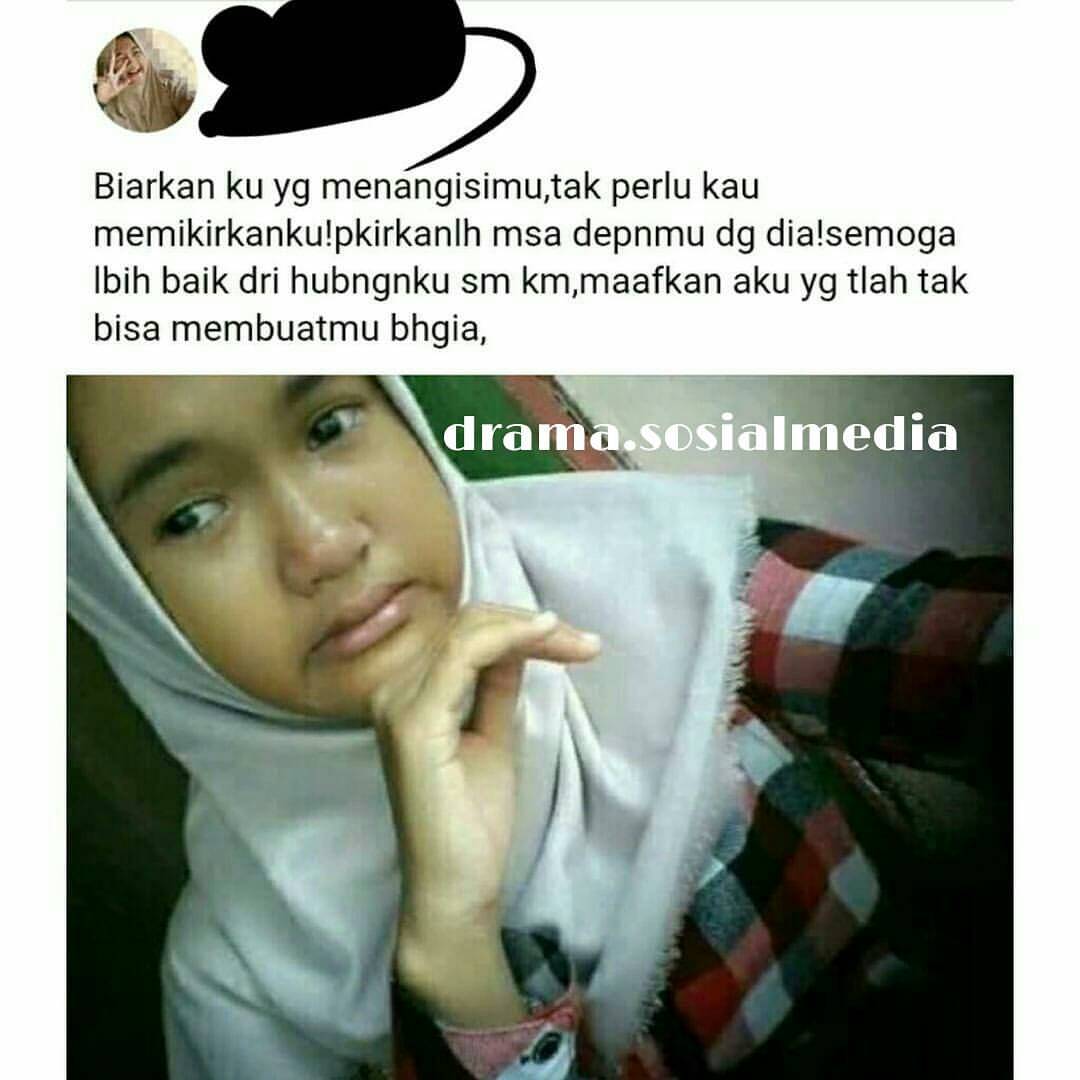 Biarkan ku yg menangisimu,tak perlu kau
memikirkanku!pkirkanlh msa depnmu dg dia!semoga
lbih baik dri hubngnku sm km,maafkan aku yg tlah tak
bisa membuatmu bhgia,
drama.sosialmedia